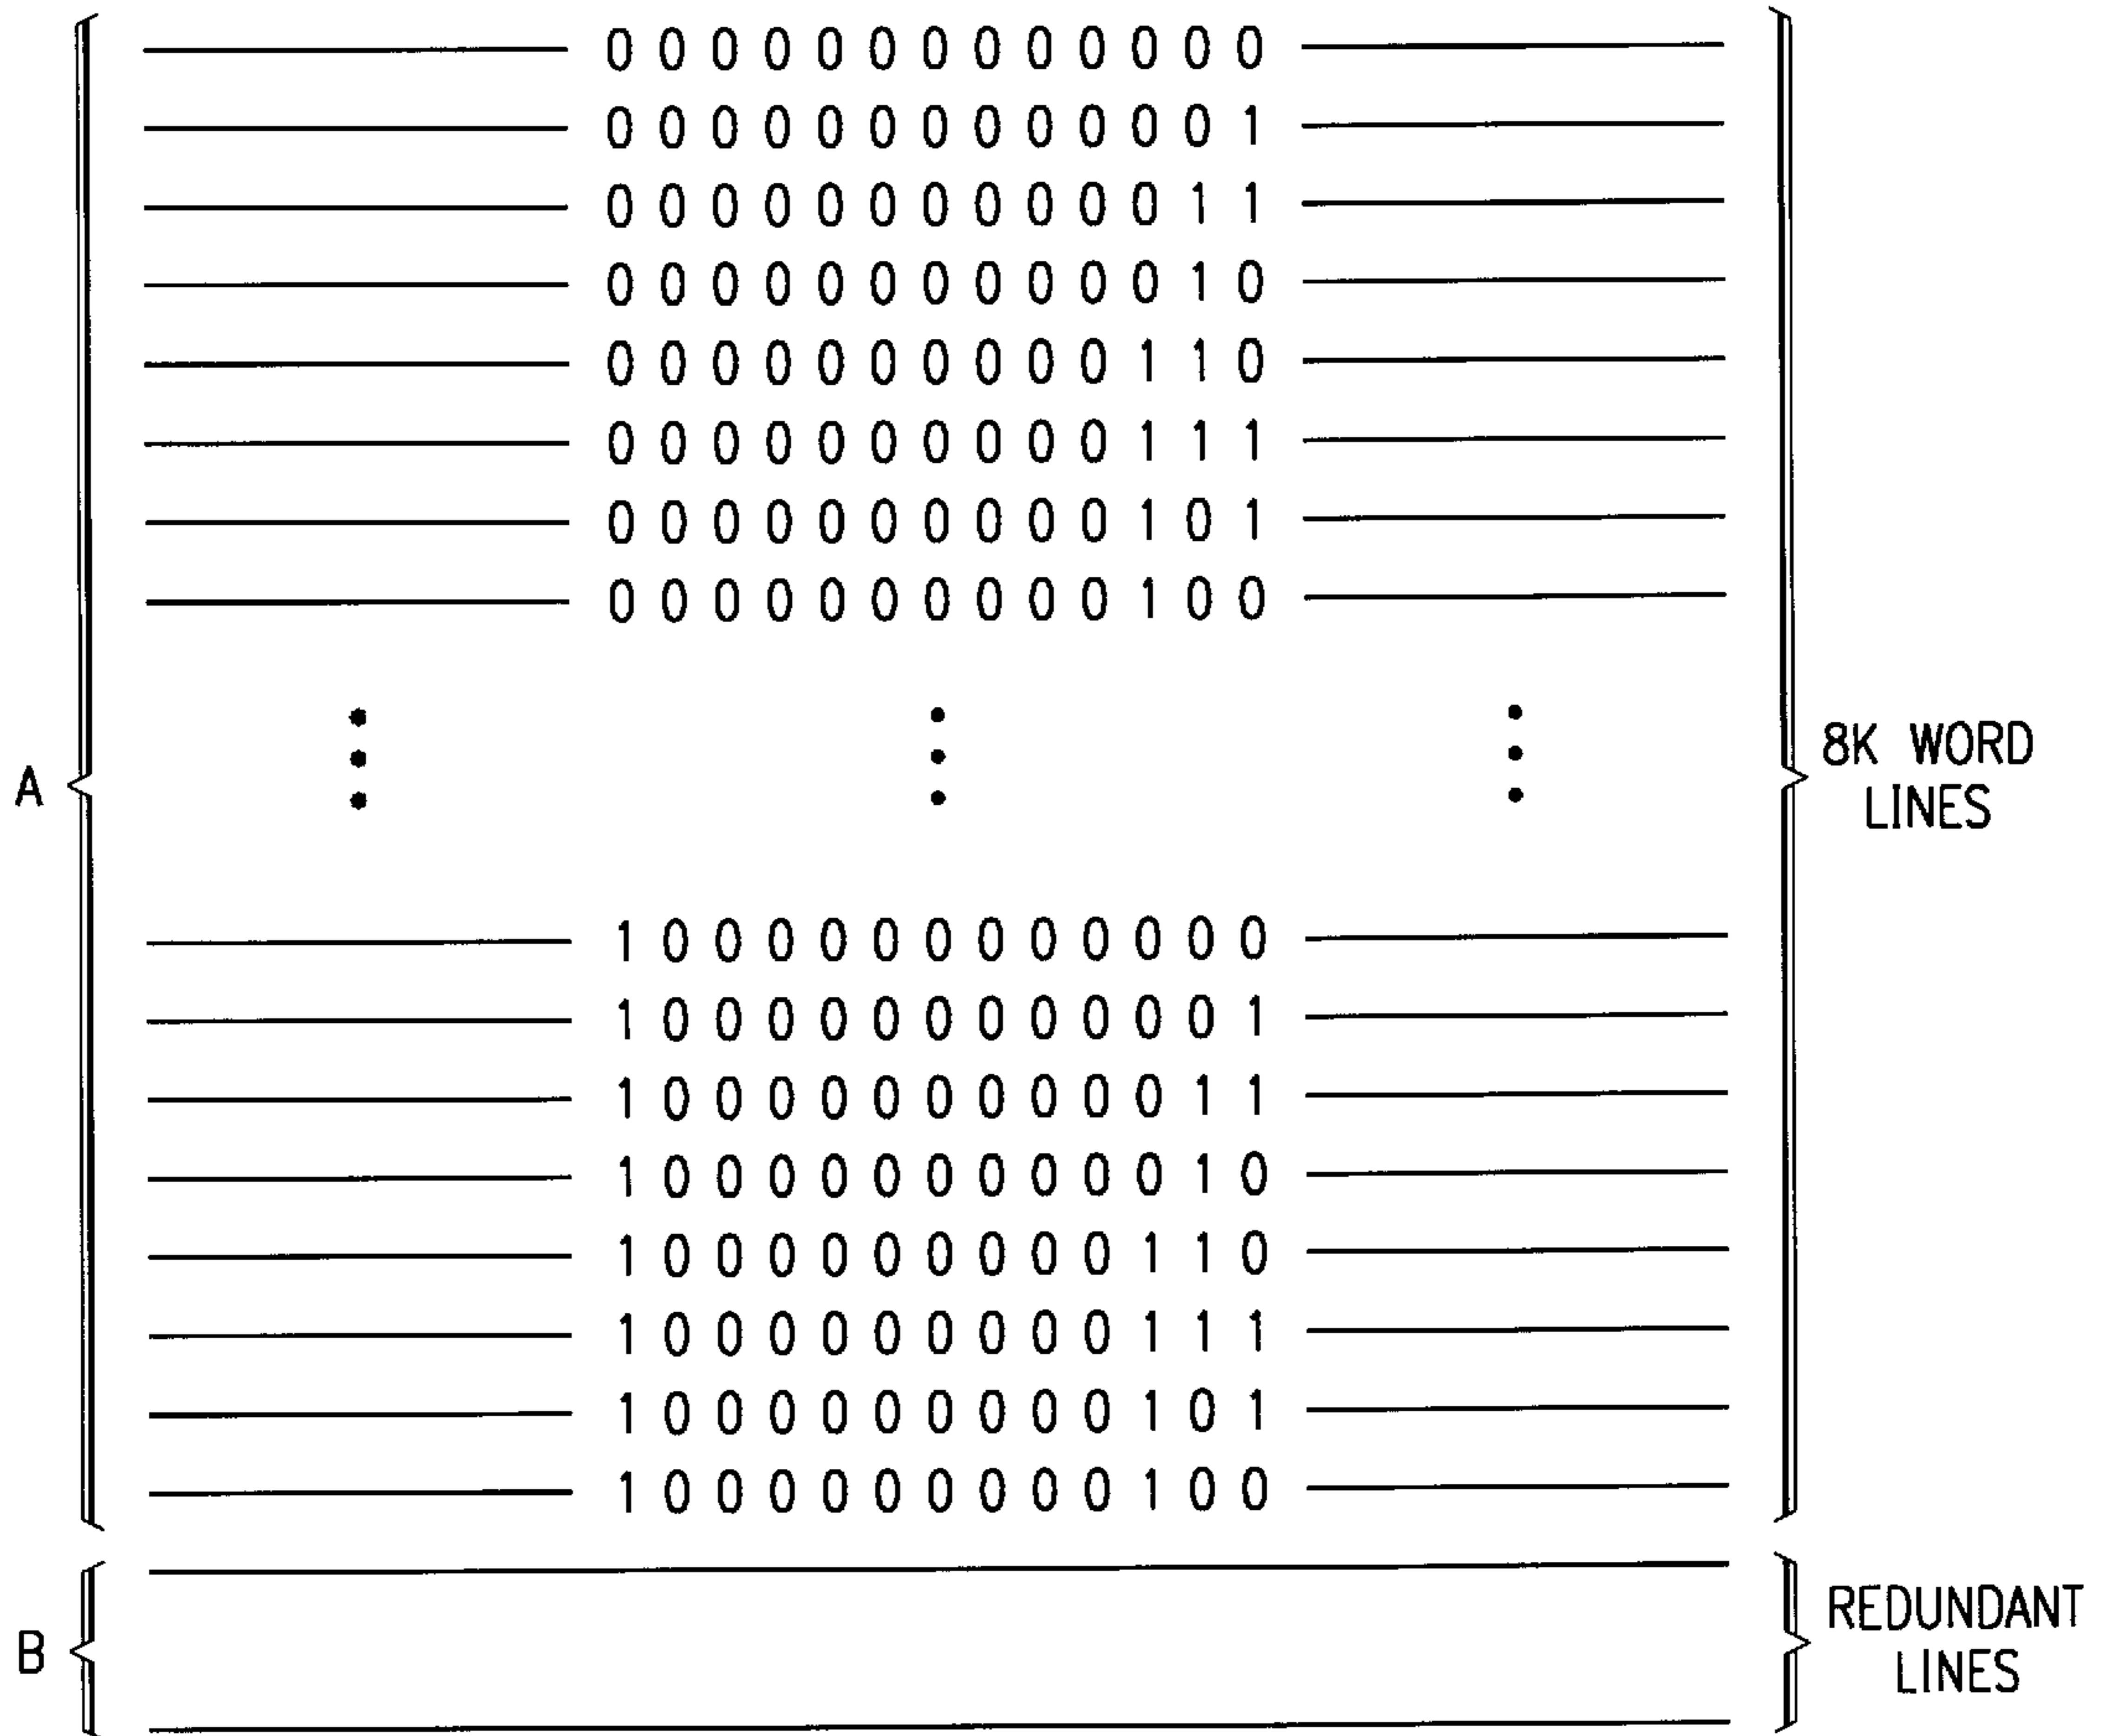 0 0 0 0 0 0 0 0 0 0 0 0 0
0 0 0 0 0 0 0 0 0 0 0 0 1
0 0 0 0 0 0 0 0 0 0 0 1 1
0 0 0 0 0 0 0 0 0 0 0 1 0
0 0 0 0 0 0 0 0 0 0 1 1 0
0 0 0 0 0 0 0 0 0 0 1 1 1
0 0 0 0 0 0 0 0 0 0 1 0 1
0 0 0 0 0 0 0 0 0 0 1 0 0
A
8K WORD
LINES
1 0 0 0 0 0 0 0 0 0 0 0 0
1 0 0 0 0 0 0 0 0 0 0 0 1
1 0 0 0 0 0 0 0 0 0 0 1 1
1 0 0 0 0 0 0 0 0 0 0 1 0
1 0 0 0 0 0 0 0 0 0 1 1 0
1 0 0 0 0 0 0 0 0 0 1 1 1
1 0 0 0 0 0 0 0 0 0 1 0 1
1 0 0 0 0 0 0 0 0 0 1 0 0
B
REDUNDANT
LINES